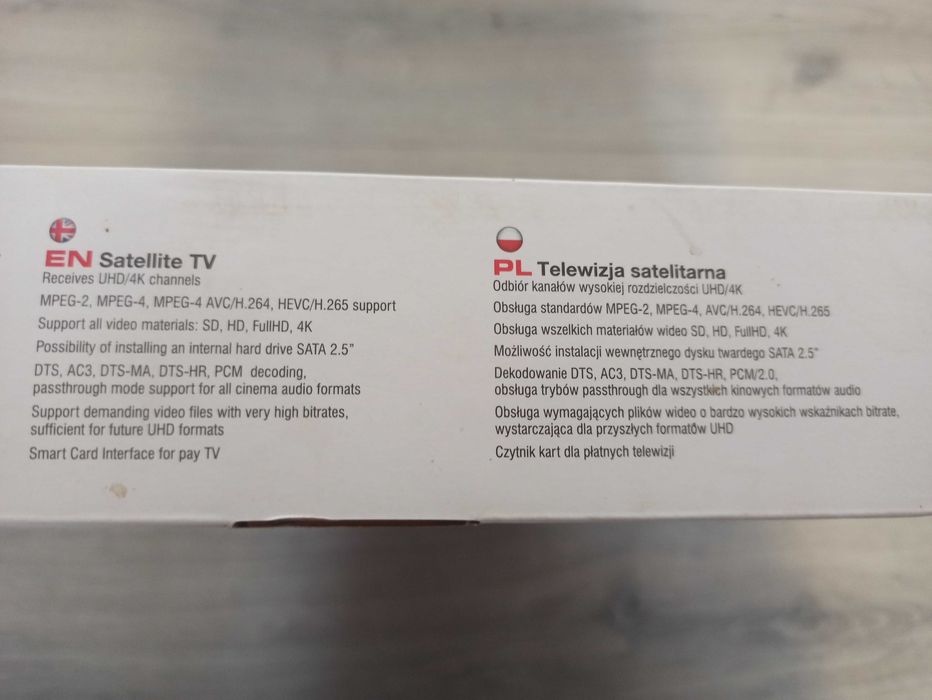 EN Satellite TV
Receives UHD/4K channels
MPEG-2, MPEG-4, MPEG-4 AVC/H.264, HEVC/H.265 support
Support all video materials: SD, HD, FullHD, 4K
Possibility of installing an internal hard drive SATA 2.5"
DTS, AC3, DTS-MA, DTS-HR, PCM decoding,
passthrough mode support for all cinema audio formats
Support demanding video files with very high bitrates,
sufficient for future UHD formats
Smart Card Interface for pay TV
PL Telewizja satelitarna
Odbiór kanałów wysokiej rozdzielczości UHD/4K
Obsługa standardów MPEG-2, MPEG-4, AVC/H.264, HEVC/H.265
Obsługa wszelkich materiałów wideo SD, HD, FullHD, 4K
Możliwość instalacji wewnętrznego dysku twardego SATA 2.5"
Dekodowanie DTS, AC3, DTS-MA, DTS-HR, PCM/2.0,
obsługa trybów passthrough dla wszystkich kinowych formatów audio
Obsługa wymagających plików wideo o bardzo wysokich wskaźnikach bitrate,
wystarczająca dla przyszłych formatów UHD
Czytnik kart dla płatnych telewizji